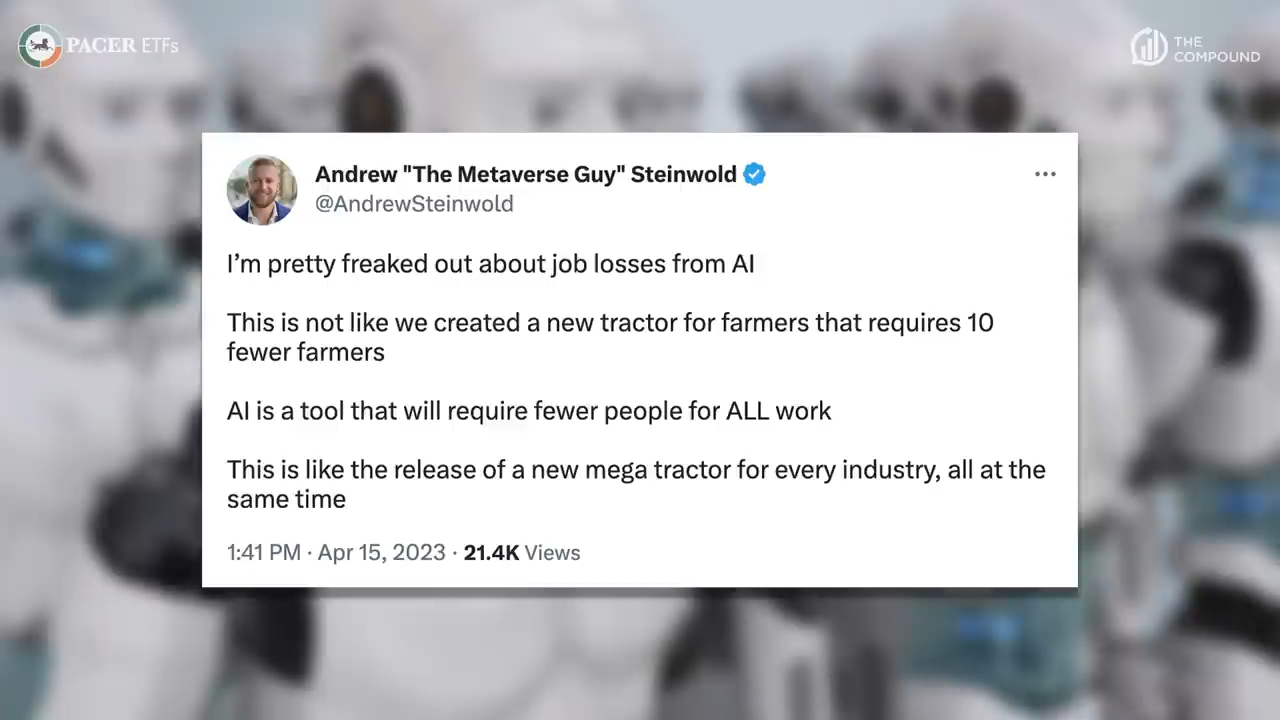 PACER ETFs
THE
COMPOUND
Andrew "The Metaverse Guy" Steinwold
@AndrewSteinwold
I’m pretty freaked out about job losses from AI
This is not like we created a new tractor for farmers that requires 10
fewer farmers
AI is a tool that will require fewer people for ALL work
This is like the release of a new mega tractor for every industry, all at the
same time
1:41 PM · Apr 15, 2023 · 21.4K Views